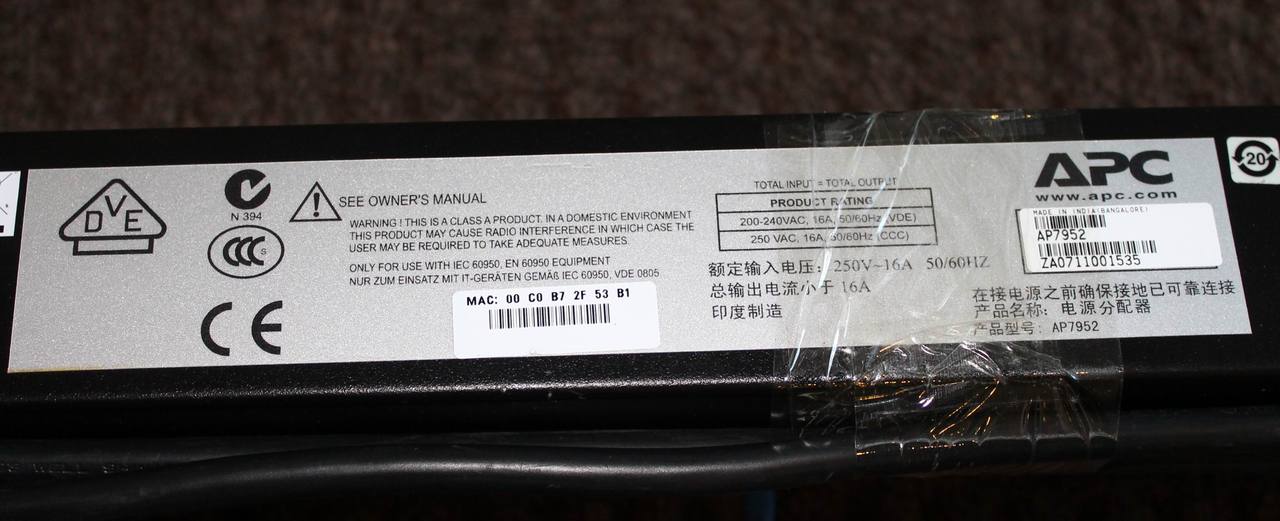 DVE
N 394
CCC S
CE
SEE OWNER'S MANUAL
WARNING ! THIS IS A CLASS A PRODUCT. IN A DOMESTIC ENVIRONMENT
THIS PRODUCT MAY CAUSE RADIO INTERFERENCE IN WHICH CASE THE
USER MAY BE REQUIRED TO TAKE ADEQUATE MEASURES.
ONLY FOR USE WITH IEC 60950, EN 60950 EQUIPMENT
NUR ZUM EINSATZ MIT IT-GERÄTEN GEMÄß IEC 60950, VDE 0805
MAC: 00 C0 B7 2F 53 B1
TOTAL INPUT = TOTAL OUTPUT
PRODUCT RATING
200-240VAC, 16A, 50/60Hz (VDE)
250 VAC, 16A, 50/60Hz (CCC)
额定输入电压: 250V~16A 50/60HZ
总输出电流小于 16A
印度制造
APC
www.apc.com
MADE IN INDIA(BANGALORE)
AP7952
ZA0711001535
在接电源之前确保接地已可靠连接
产品名称: 电源分配器
产品型号: AP7952
20